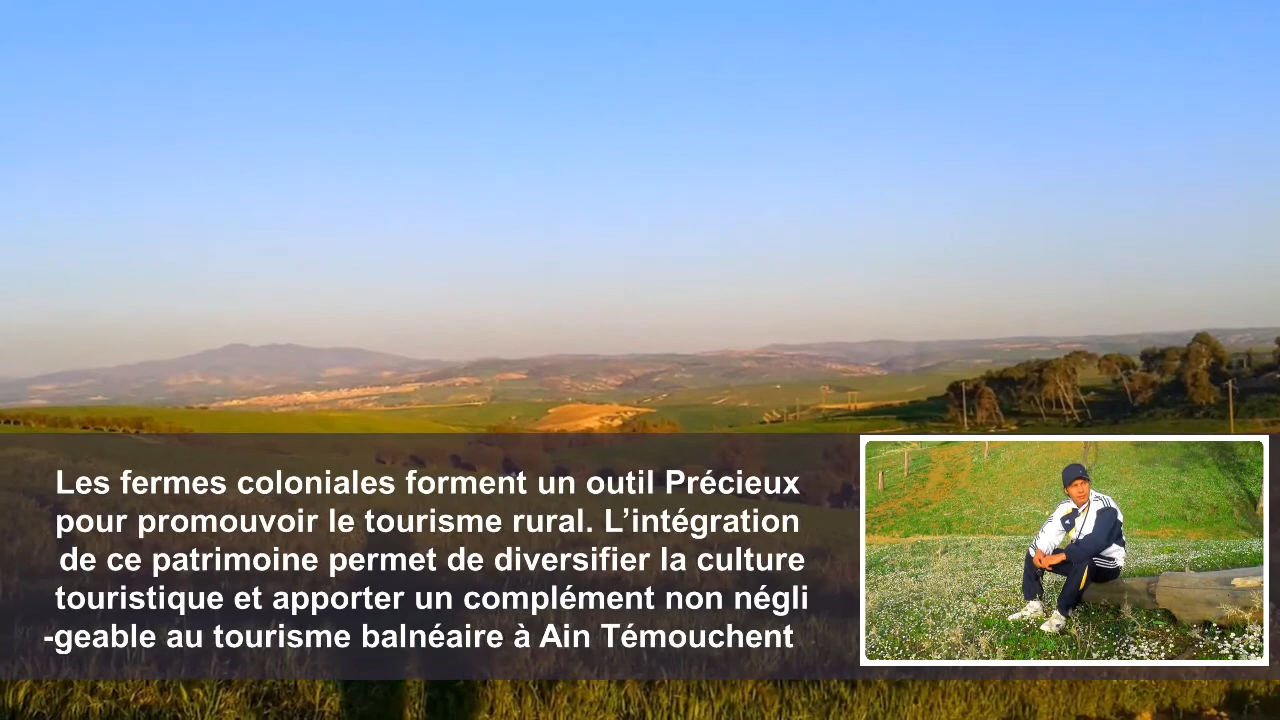 Les fermes coloniales forment un outil Précieux
pour promouvoir le tourisme rural. L’intégration
de ce patrimoine permet de diversifier la culture
touristique et apporter un complément non négli
-geable au tourisme balnéaire à Ain Témouchent